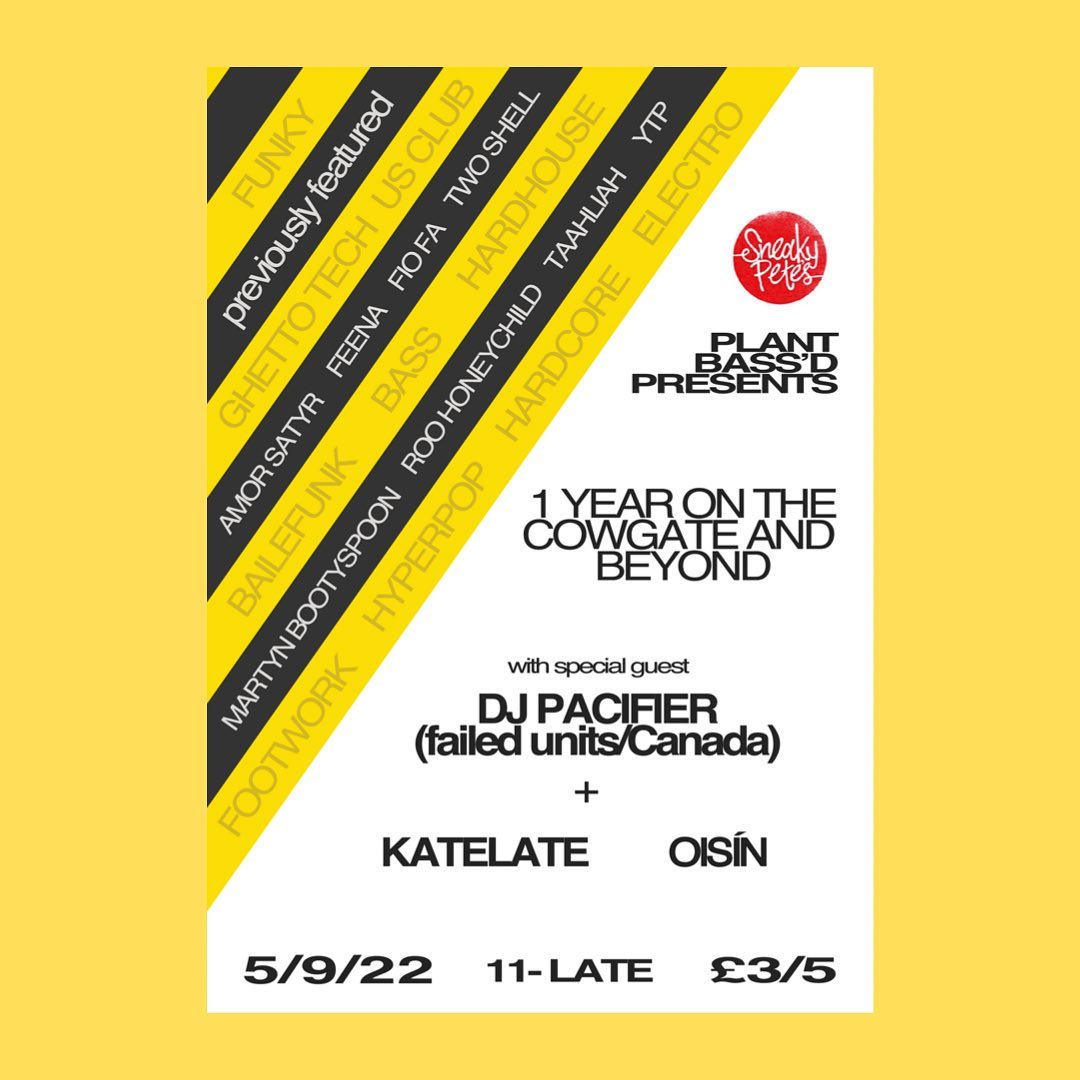 FUNKY
previously featured
GHETTO TECH US CLUB
AMOR SATYR FEENA FIO FA TWO SHELL
BAILEFUNK BASS HARDHOUSE
MARTYN BOOTYSPOON ROO HONEYCHILD TAAHLIAH YTP
FOOTWORK HYPERPOP HARDCORE ELECTRO
Sneaky
Pete's
PLANT
BASS'D
PRESENTS
1 YEAR ON THE
COWGATE AND
BEYOND
with special guest
DJ PACIFIER
(failed units/Canada)
+
KATELATE OISÍN
5/9/22 11- LATE £3/5